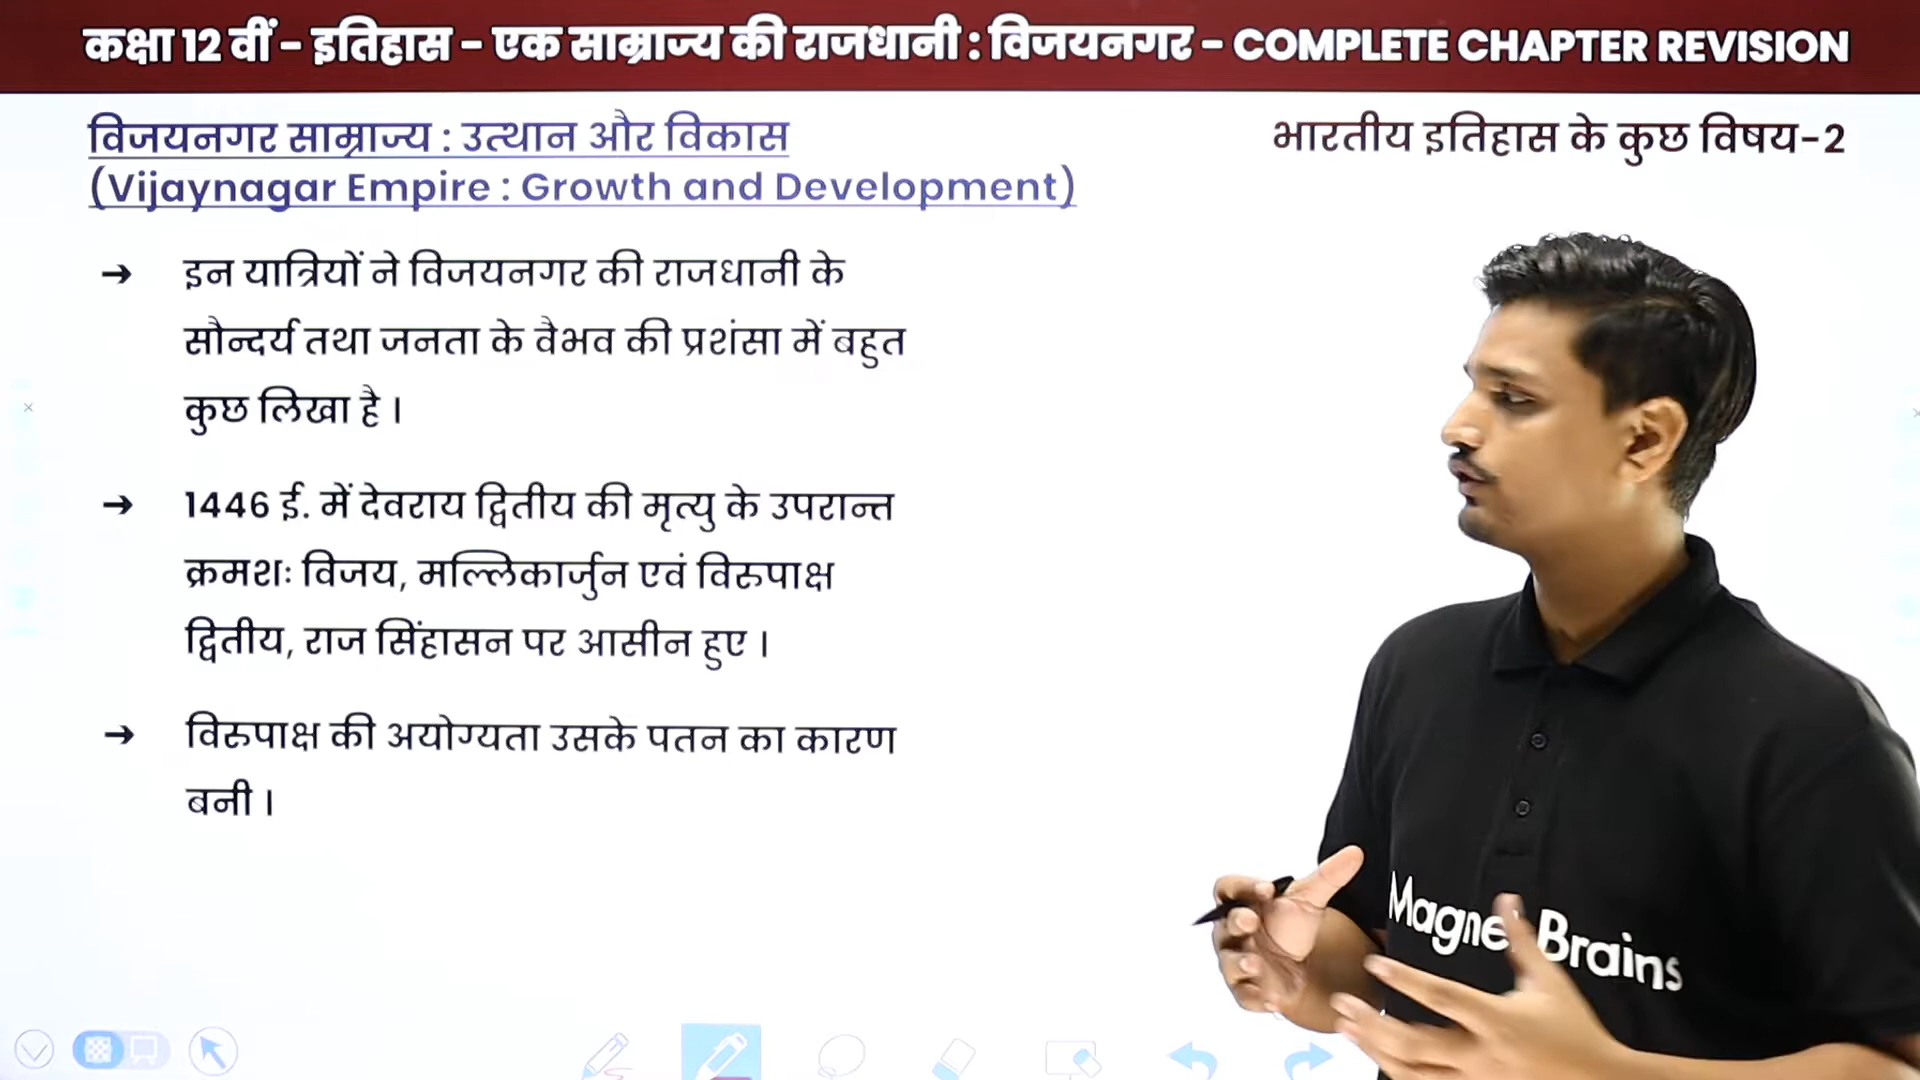 कक्षा 12 वीं - इतिहास - एक साम्राज्य की राजधानी : विजयनगर - COMPLETE CHAPTER REVISION
विजयनगर साम्राज्य : उत्थान और विकास
(Vijaynagar Empire : Growth and Development)
भारतीय इतिहास के कुछ विषय-2
→ इन यात्रियों ने विजयनगर की राजधानी के
सौन्दर्य तथा जनता के वैभव की प्रशंसा में बहुत
कुछ लिखा है ।
→ 1446 ई. में देवराय द्वितीय की मृत्यु के उपरान्त
क्रमशः विजय, मल्लिकार्जुन एवं विरुपाक्ष
द्वितीय, राज सिंहासन पर आसीन हुए ।
→ विरुपाक्ष की अयोग्यता उसके पतन का कारण
बनी ।
Brains